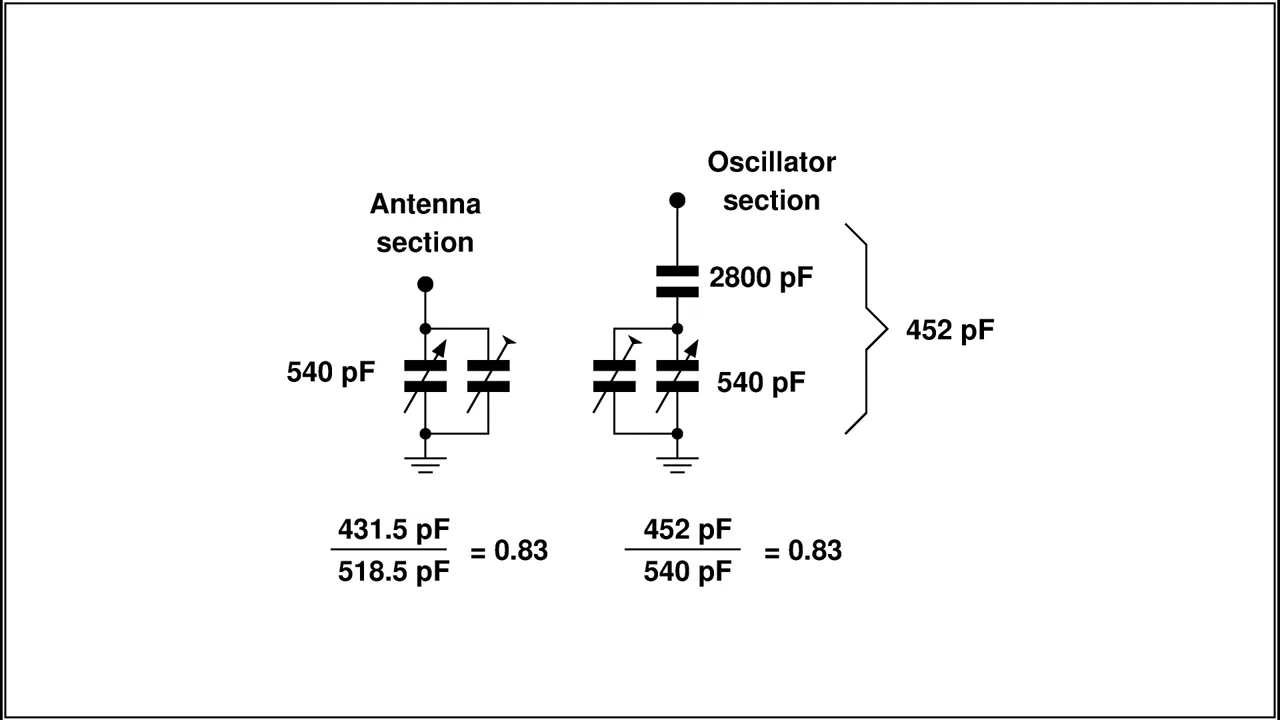 Oscillator
section
Antenna
section
2800 pF
452 pF
540 pF
540 pF
431.5 pF
518.5 pF
= 0.83
452 pF
540 pF
= 0.83